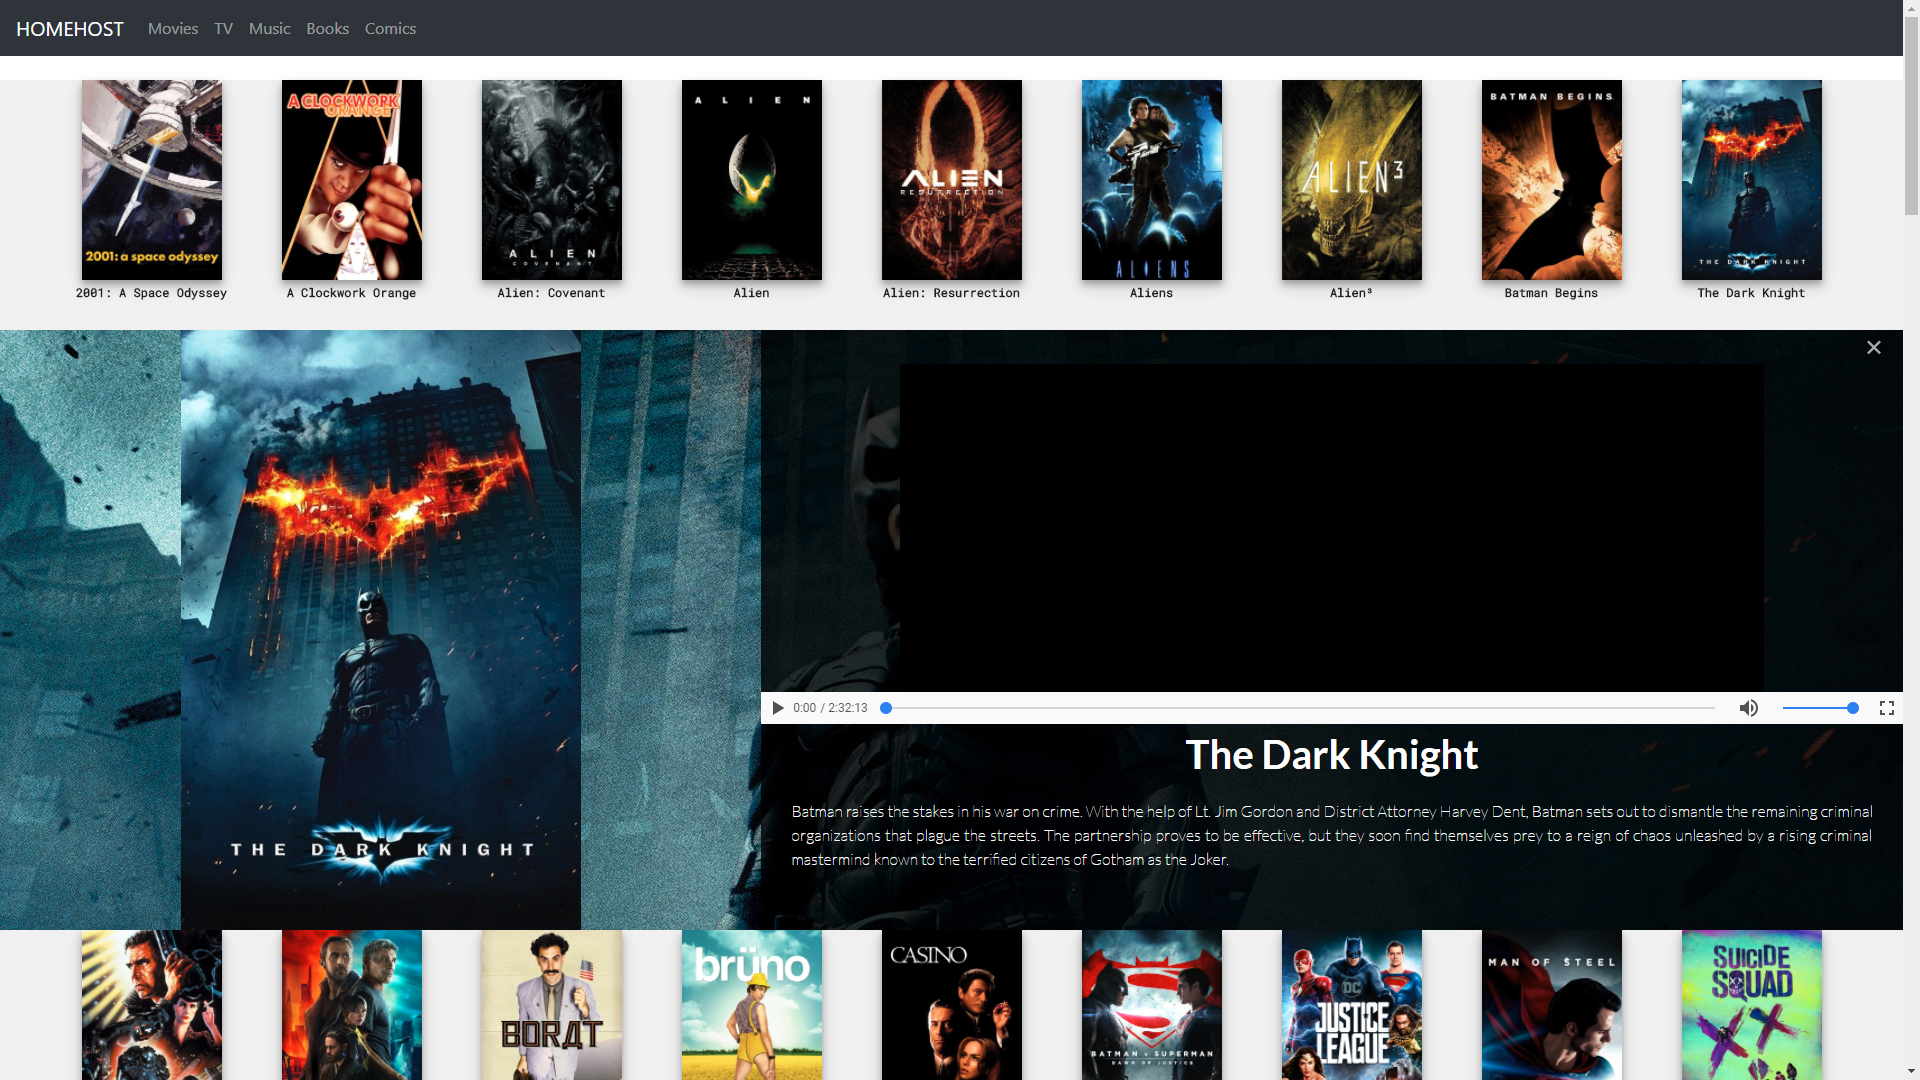 HOMEHOST Movies TV Music Books Comics
2001: a space odyssey
A CLOCKWORK
ORANGE
ALIEN
COVENANT
ALIEN
ALIEN
RESURRECTION
ALIENS
ALIEN³
BATMAN BEGINS
THE DARK KNIGHT
2001: A Space Odyssey
A Clockwork Orange
Alien: Covenant
Alien
Alien: Resurrection
Aliens
Alien³
Batman Begins
The Dark Knight
THE DARK KNIGHT
0:00 / 2:32:13
The Dark Knight
Batman raises the stakes in his war on crime. With the help of Lt. Jim Gordon and District Attorney Harvey Dent, Batman sets out to dismantle the remaining criminal
organizations that plague the streets. The partnership proves to be effective, but they soon find themselves prey to a reign of chaos unleashed by a rising criminal
mastermind known to the terrified citizens of Gotham as the Joker.
BORAT
brüno
CASINO
BATMAN v SUPERMAN
DAWN OF JUSTICE
DC
JUSTICE
LEAGUE
MAN OF STEEL
SUICIDE
SQUAD